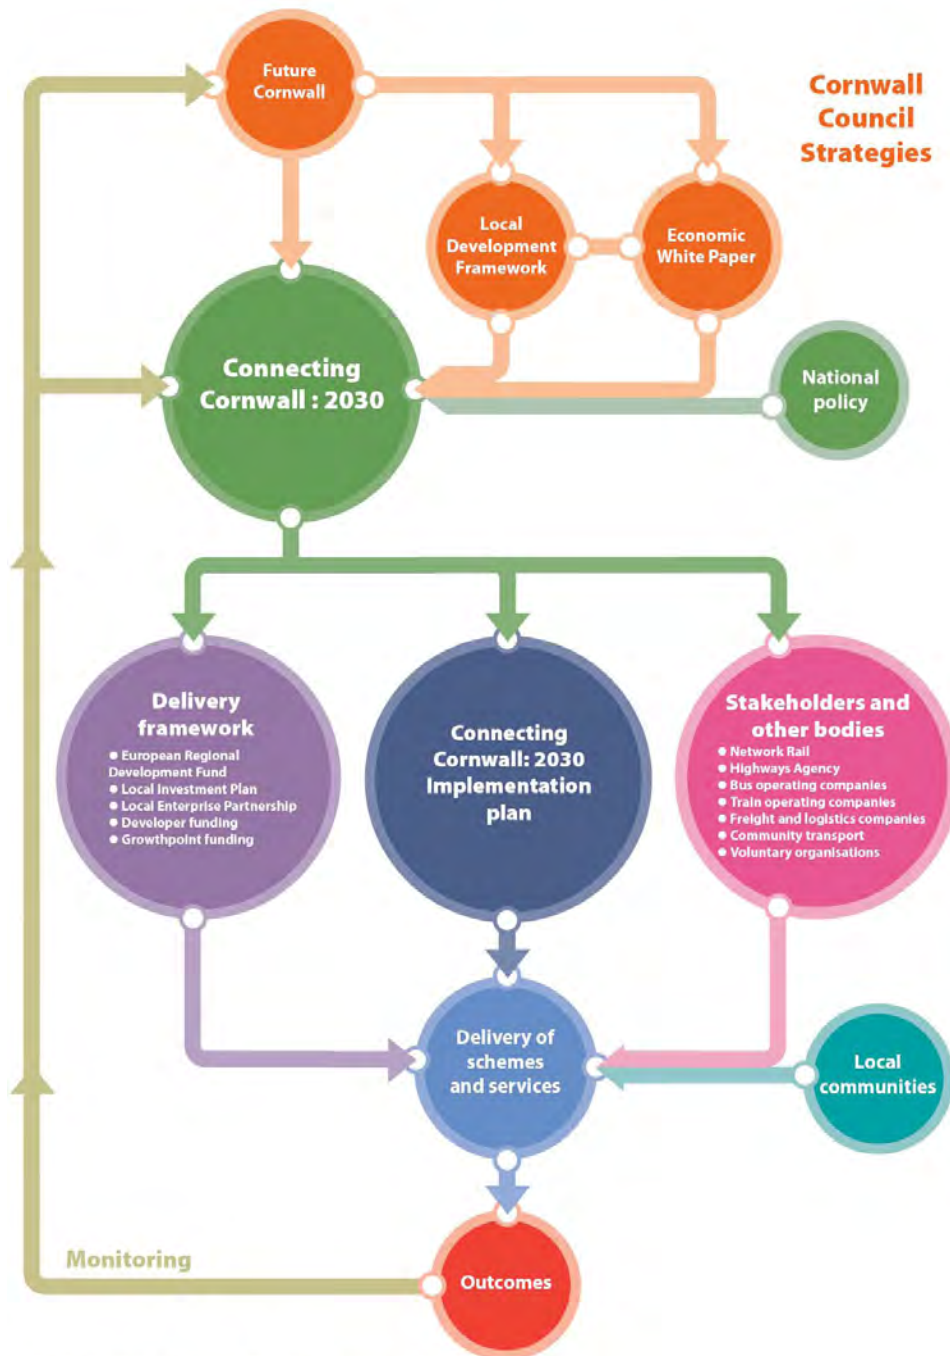 Future
Cornwall
Cornwall
Council
Strategies
Local
Development
Framework
Economic
White Paper
Connecting
Cornwall : 2030
National
policy
Delivery
framework
● European Regional
Development Fund
● Local Investment Plan
● Local Enterprise Partnership
● Developer funding
● Growthpoint funding
Connecting
Cornwall: 2030
Implementation
plan
Stakeholders and
other bodies
● Network Rail
● Highways Agency
● Bus operating companies
● Train operating companies
● Freight and logistics companies
● Community transport
● Voluntary organisations
Delivery of
schemes
and services
Local
communities
Monitoring
Outcomes